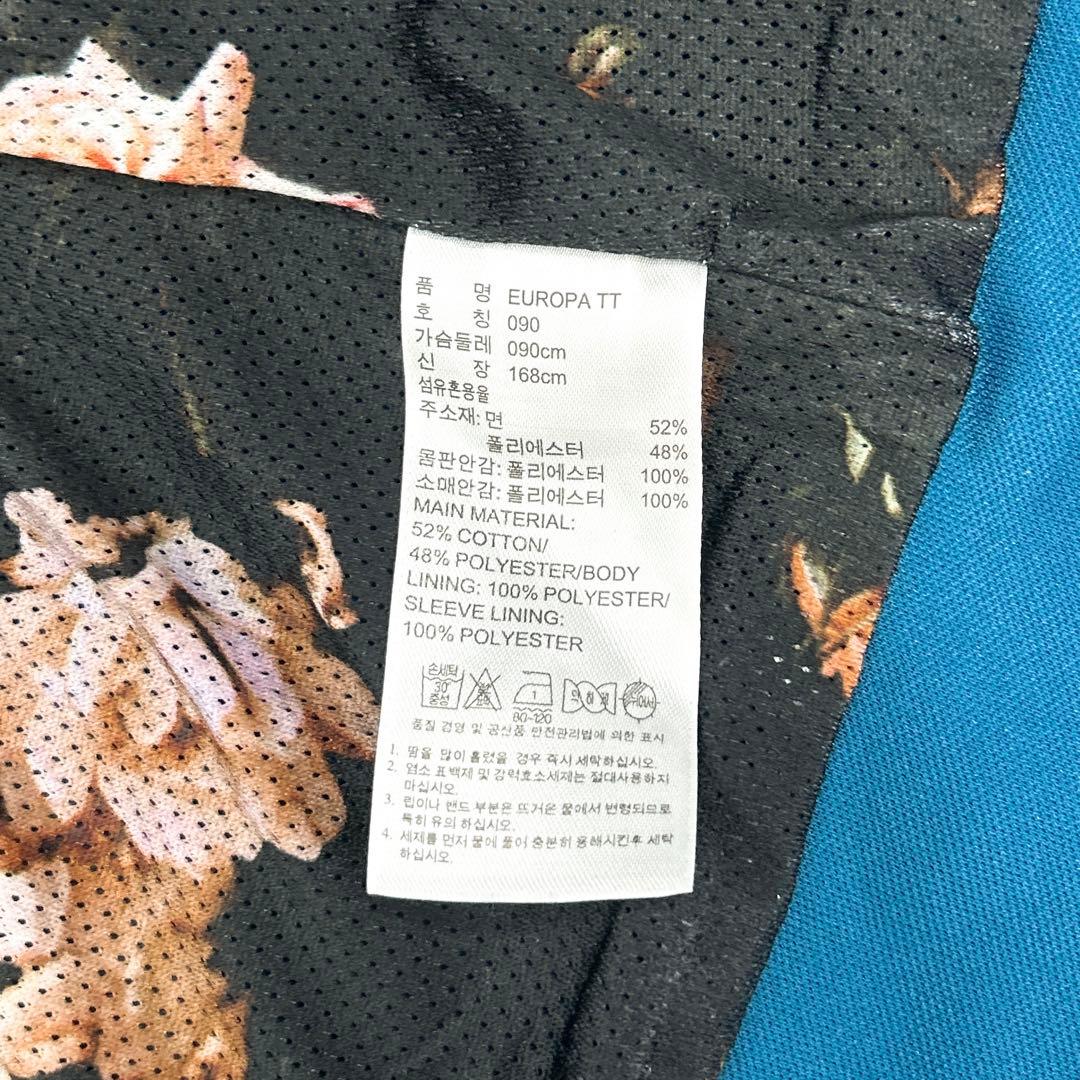 품 명 EUROPA TT
호 칭 090
가슴둘레 090cm
신 장 168cm
섬유혼용율
주소재: 면 52%
폴리에스터 48%
몸판안감: 폴리에스터 100%
소매안감: 폴리에스터 100%
MAIN MATERIAL:
52% COTTON/
48% POLYESTER/BODY
LINING: 100% POLYESTER/
SLEEVE LINING:
100% POLYESTER
손세탁
30
중성
1
80-120
품질 경영 및 공산품 안전관리법에 의한 표시
1. 땀을 많이 흘렸을 경우 즉시 세탁하십시오.
2. 염소 표백제 및 강력효소세제는 절대사용하지
마십시오.
3. 립이나 밴드 부분은 뜨거운 물에서 변형되므로
특히 유의 하십시오.
4. 세제를 먼저 물에 풀어 충분히 용해시킨후 세탁
하십시오.